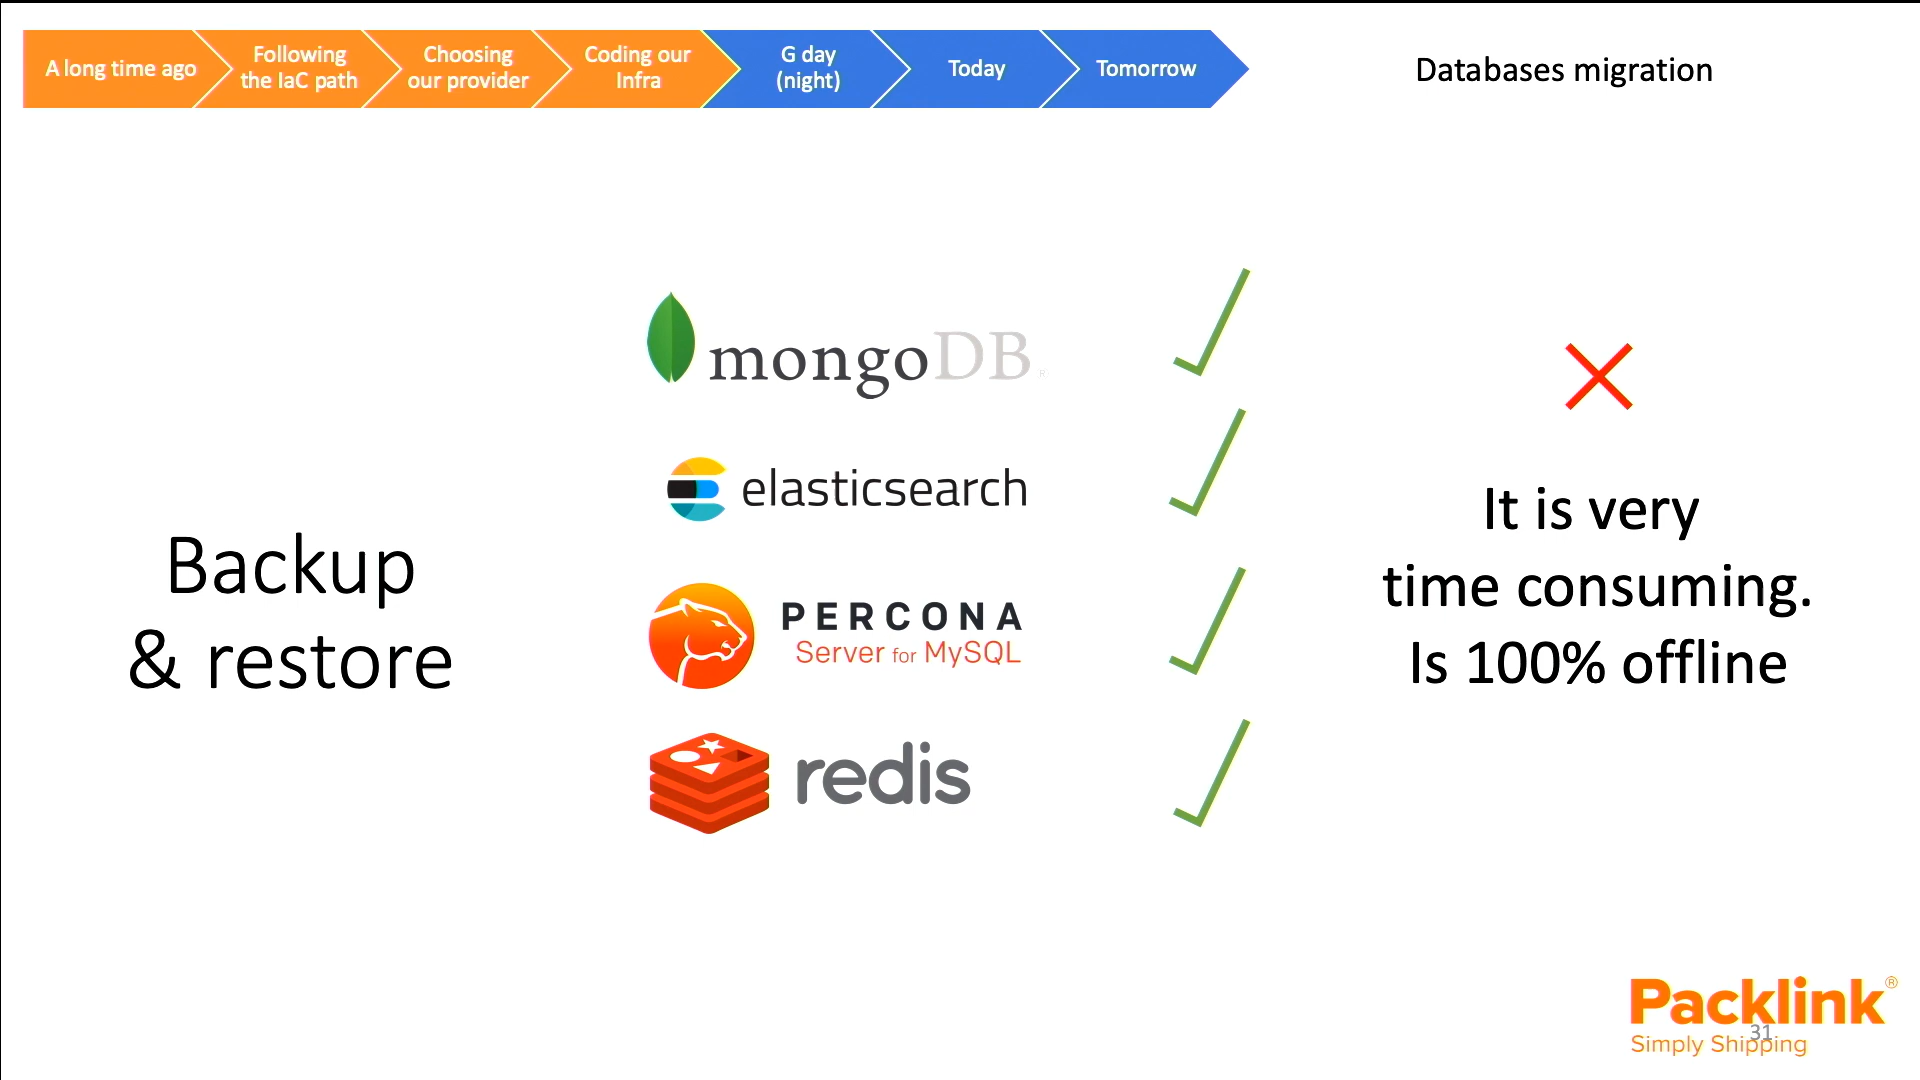 A long time ago
Following
the IaC path
Choosing
our provider
Coding our
Infra
G day
(night)
Today
Tomorrow
Databases migration
Backup
& restore
mongoDB®
elasticsearch
PERCONA
Server for MySQL
redis
It is very
time consuming.
Is 100% offline
Packlink®
Simply Shipping
31